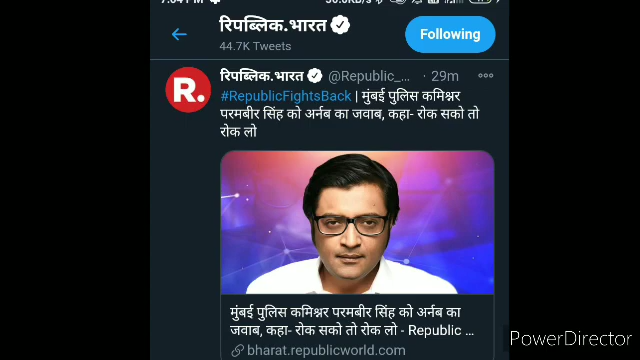 रिपब्लिक.भारत
Following
44.7K Tweets
रिपब्लिक.भारत @Republic_... · 29m
#RepublicFightsBack | मुंबई पुलिस कमिश्नर
परमबीर सिंह को अर्नब का जवाब, कहा- रोक सको तो
रोक लो
R.
मुंबई पुलिस कमिश्नर परमबीर सिंह को अर्नब का
जवाब, कहा- रोक सको तो रोक लो - Republic ...
bharat.republicworld.com
PowerDirector